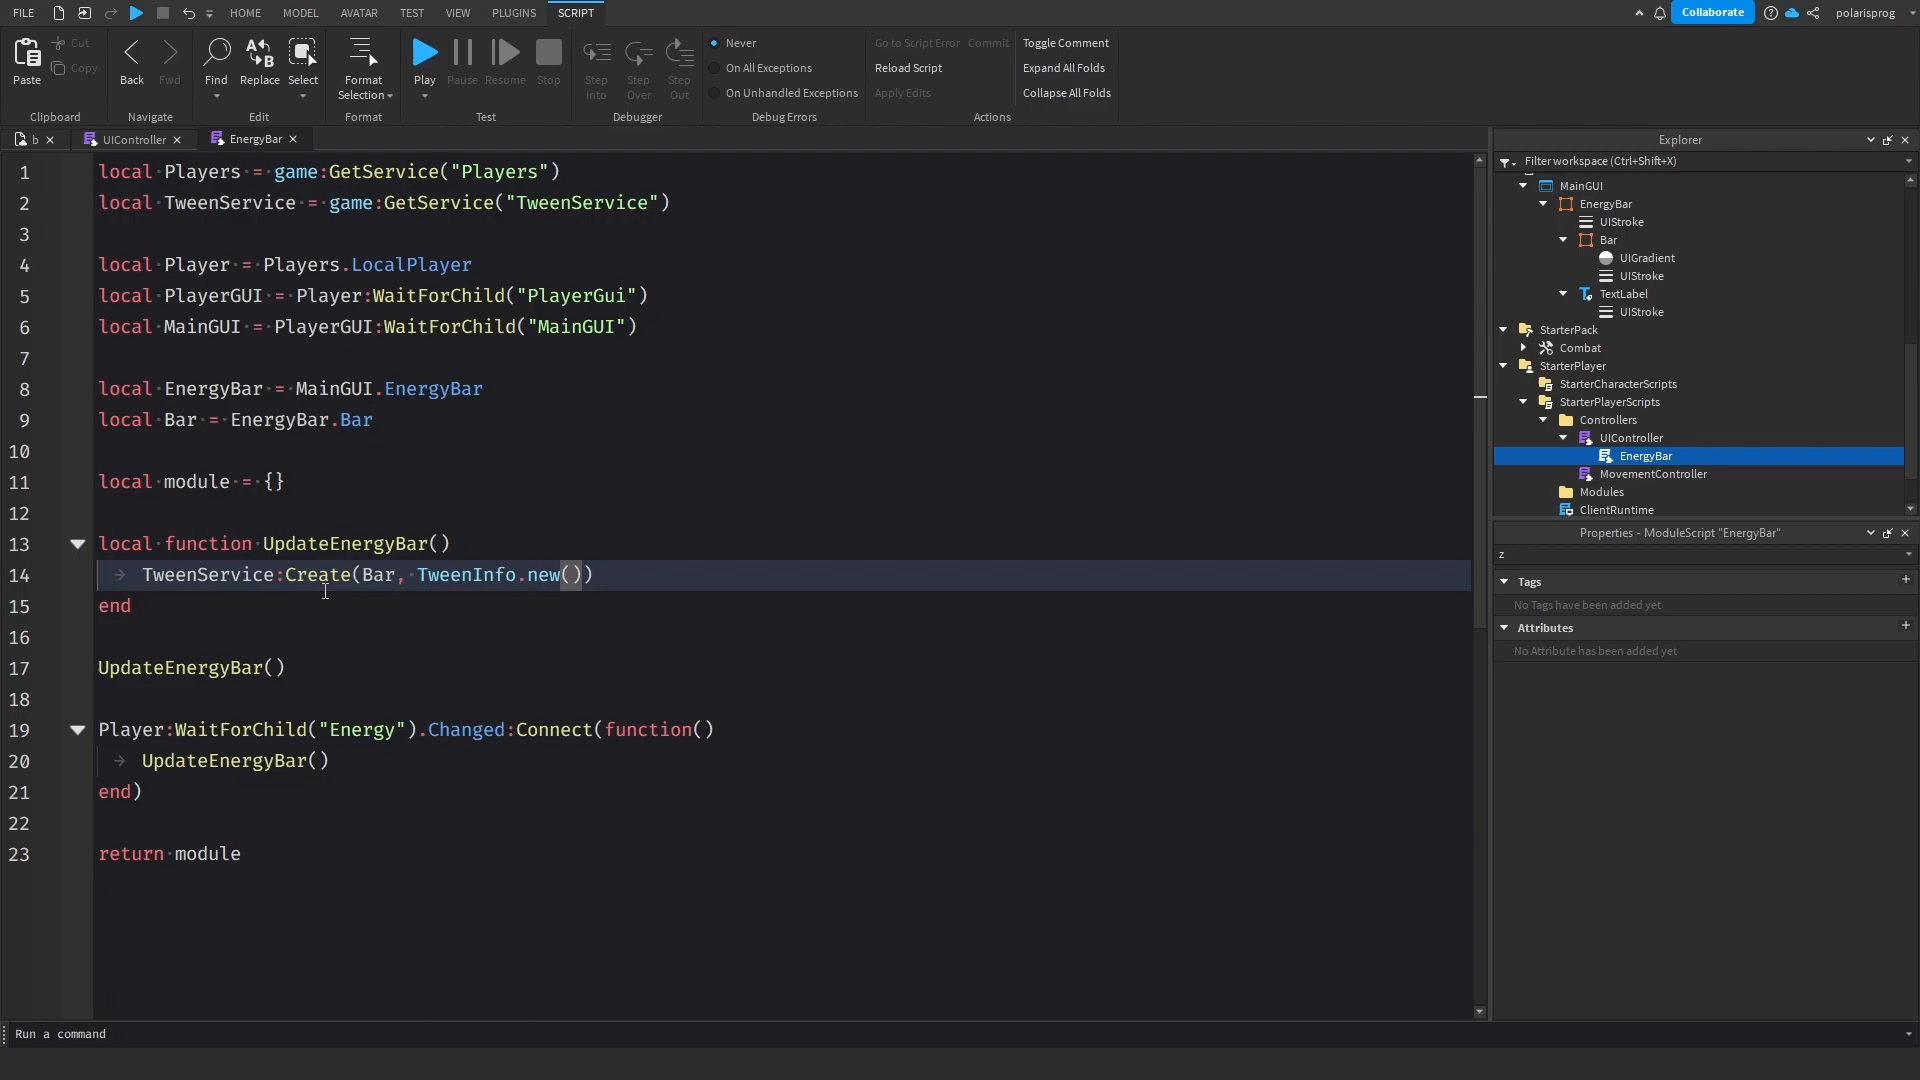 FILE HOME MODEL AVATAR TEST VIEW PLUGINS SCRIPT Collaborate polarisprog
Paste Cut Copy
Clipboard
Back Fwd
Navigate
Find Replace Select
Edit
Format Selection
Format
Play Pause Resume Stop
Test
Step Into Step Over Step Out
Debugger
Never
On All Exceptions
On Unhandled Exceptions
Debug Errors
Go to Script Error Commit
Reload Script
Apply Edits
Toggle Comment
Expand All Folds
Collapse All Folds
Actions
b UIController EnergyBar
1 local Players = game:GetService("Players")
2 local TweenService = game:GetService("TweenService")
3
4 local Player = Players.LocalPlayer
5 local PlayerGUI = Player:WaitForChild("PlayerGui")
6 local MainGUI = PlayerGUI:WaitForChild("MainGUI")
7
8 local EnergyBar = MainGUI.EnergyBar
9 local Bar = EnergyBar.Bar
10
11 local module = {}
12
13 local function UpdateEnergyBar()
14 TweenService:Create(Bar, TweenInfo.new())
15 end
16
17 UpdateEnergyBar()
18
19 Player:WaitForChild("Energy").Changed:Connect(function()
20 UpdateEnergyBar()
21 end)
22
23 return module
Run a command
Explorer
Filter workspace (Ctrl+Shift+X)
MainGUI
EnergyBar
UIStroke
Bar
UIGradient
UIStroke
TextLabel
UIStroke
StarterPack
Combat
StarterPlayer
StarterCharacterScripts
StarterPlayerScripts
Controllers
UIController
EnergyBar
MovementController
Modules
ClientRuntime
Properties - ModuleScript "EnergyBar"
z
Tags
No Tags have been added yet
Attributes
No Attribute has been added yet